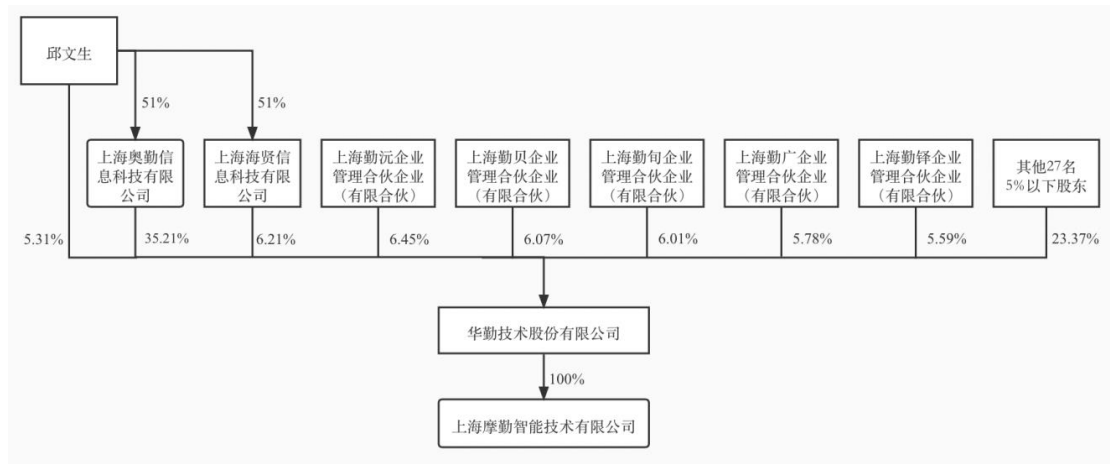 邱文生
51%
51%
上海奥勤信
息科技有限
公司
上海海贤信
息科技有限
公司
上海勤沅企业
管理合伙企业
（有限合伙）
上海勤贝企业
管理合伙企业
（有限合伙）
上海勤旬企业
管理合伙企业
（有限合伙）
上海勤广企业
管理合伙企业
（有限合伙）
上海勤铎企业
管理合伙企业
（有限合伙）
其他27名
5%以下股东
5.31%
35.21%
6.21%
6.45%
6.07%
6.01%
5.78%
5.59%
23.37%
华勤技术股份有限公司
100%
上海摩勤智能技术有限公司